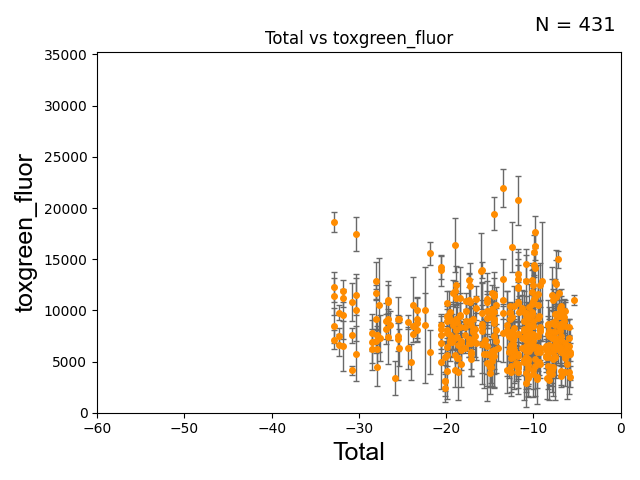 N = 431
Total vs toxgreen_fluor
35000
30000
25000
20000
15000
10000
5000
0
toxgreen_fluor
−60 −50 −40 −30 −20 −10 0
Total